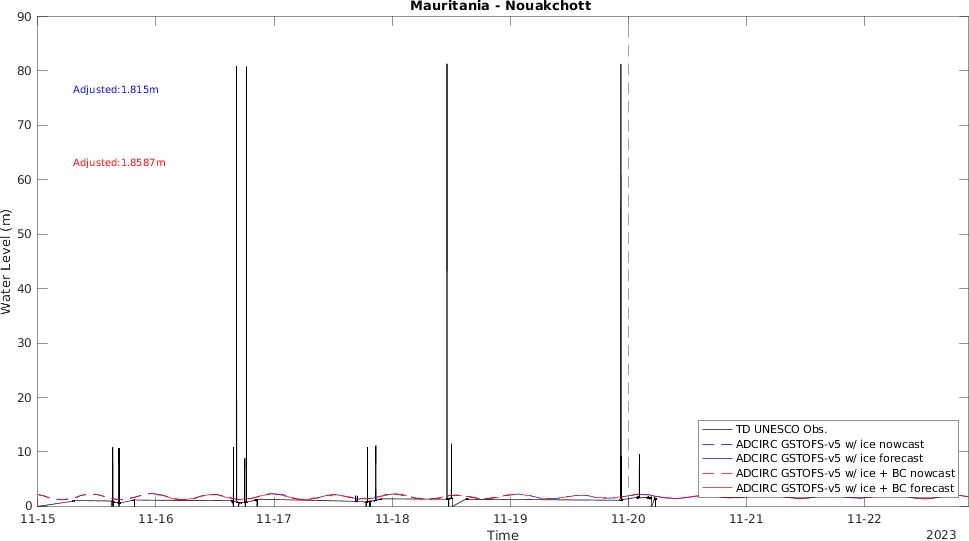 Mauritania - Nouakchott
90
80
70
60
50
40
30
20
10
0
Water Level (m)
Adjusted:1.815m
Adjusted:1.8587m
TD UNESCO Obs.
ADCIRC GSTOFS-v5 w/ ice nowcast
ADCIRC GSTOFS-v5 w/ ice forecast
ADCIRC GSTOFS-v5 w/ ice + BC nowcast
ADCIRC GSTOFS-v5 w/ ice + BC forecast
11-15 11-16 11-17 11-18 11-19 11-20 11-21 11-22
Time
2023